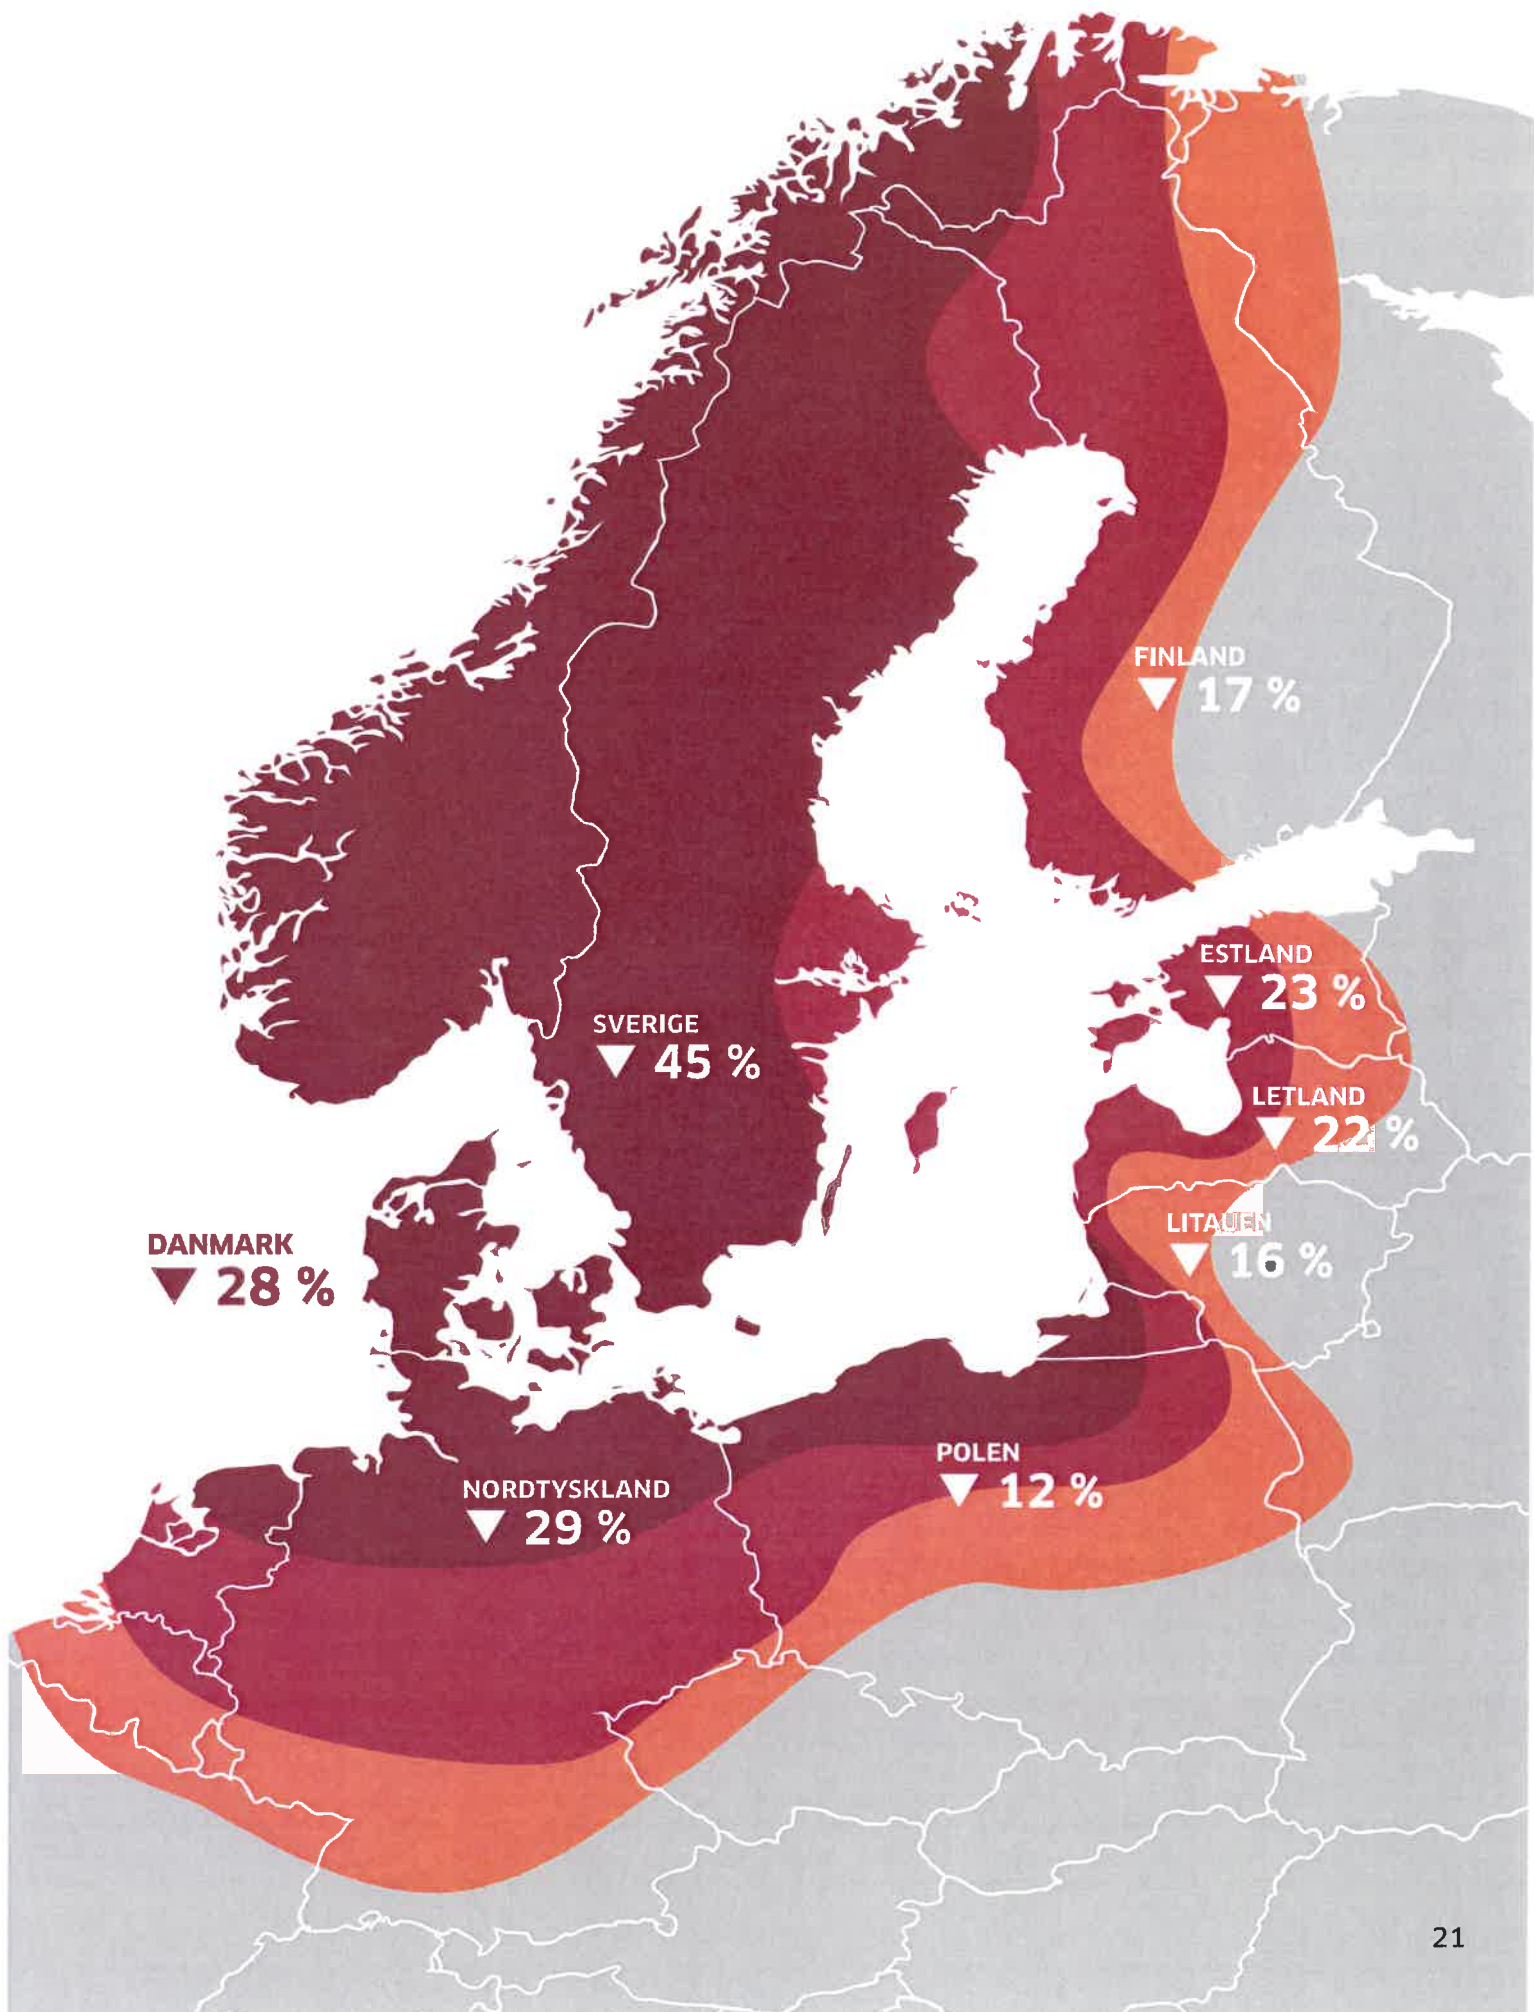 FINLAND
▼ 17 %
ESTLAND
▼ 23 %
SVERIGE
▼ 45 %
LETLAND
▼ 22 %
LITAUEN
▼ 16 %
DANMARK
▼ 28 %
POLEN
▼ 12 %
NORDTYSKLAND
▼ 29 %
21